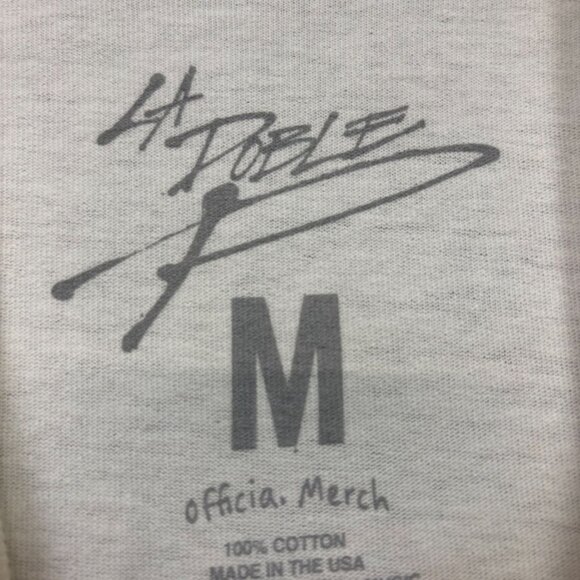 LA DOBLE F
M
officia. Merch
100% COTTON
MADE IN THE USA